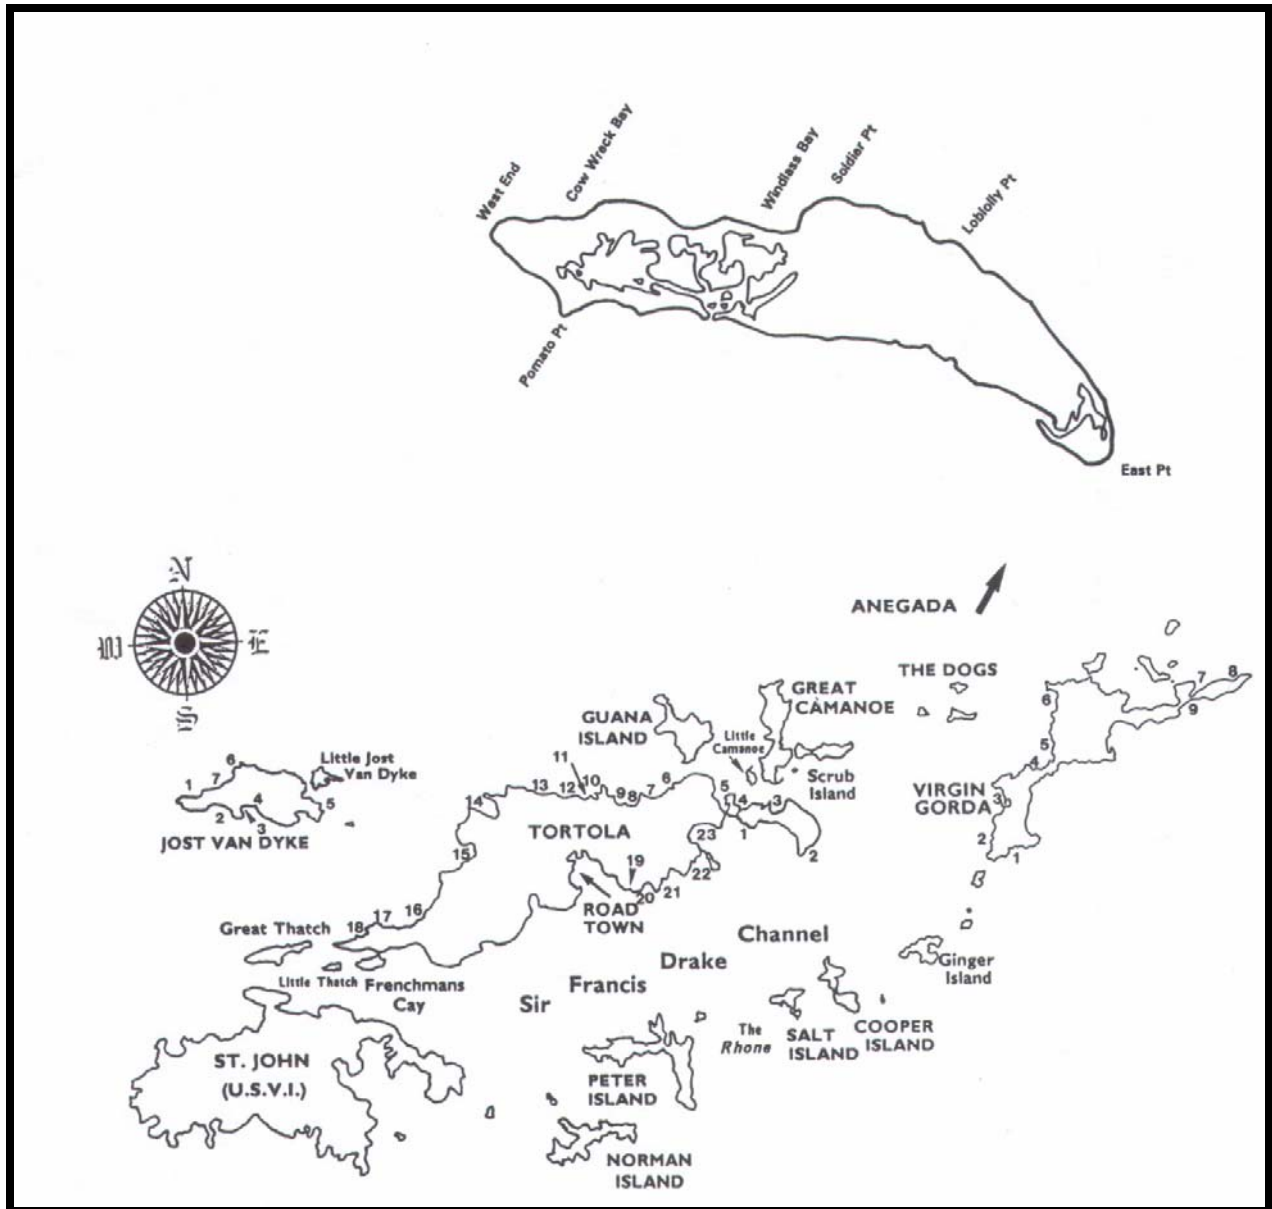 West End
Cow Wreck Bay
Windlass Bay
Soldier Pt
Loblolly Pt
Pomato Pt
East Pt
N
W
E
S
ANEGADA
THE DOGS
GREAT
CAMANOE
GUANA
ISLAND
Little
Camanoe
Scrub
Island
VIRGIN
GORDA
1
2
3
4
5
6
7
8
9
Little Jost
Van Dyke
JOST VAN DYKE
1
2
3
4
5
6
7
TORTOLA
1
2
3
4
5
6
7
8
9
10
11
12
13
14
15
16
17
18
19
20
21
22
23
ROAD
TOWN
Great Thatch
Little Thatch
Frenchmans
Cay
Sir
Francis
Drake
Channel
Ginger
Island
The
Rhone
SALT
ISLAND
COOPER
ISLAND
ST. JOHN
(U.S.V.I.)
PETER
ISLAND
NORMAN
ISLAND